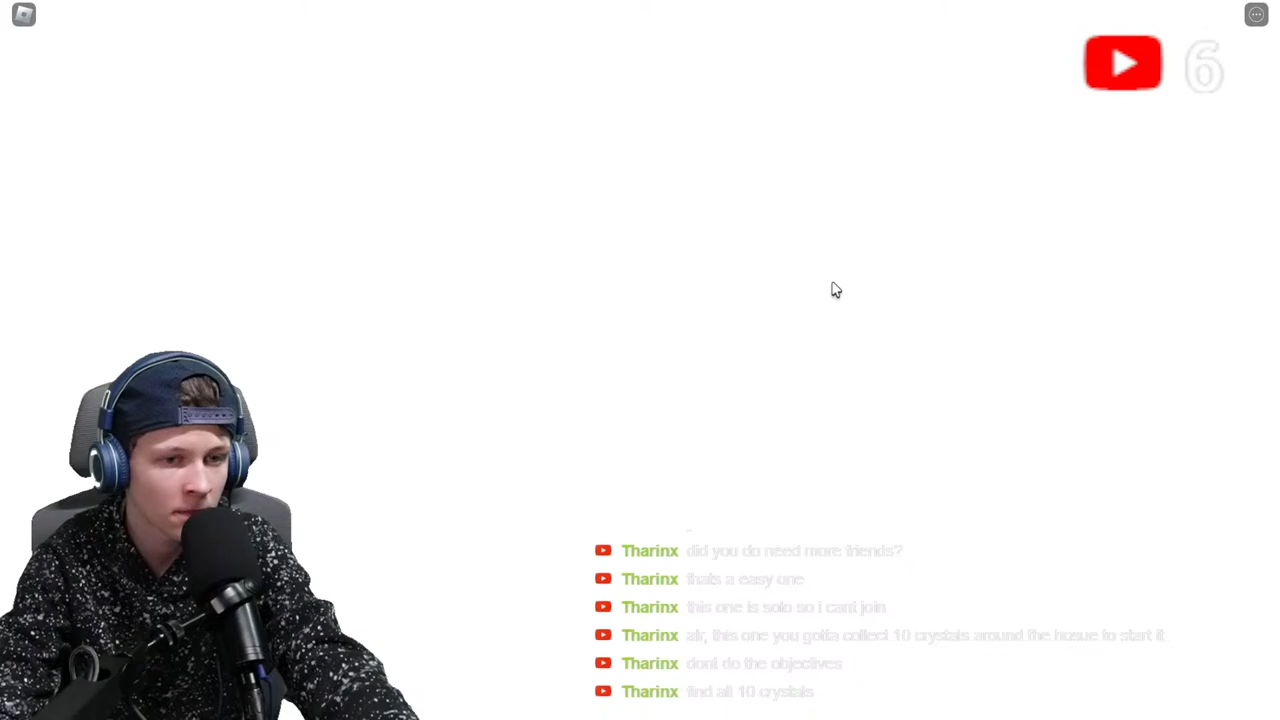 6
Tharinx did you do need more friends?
Tharinx thats a easy one
Tharinx this one is solo so i cant join
Tharinx alr, this one you gotta collect 10 crystals around the hosue to start it
Tharinx dont do the objectives
Tharinx find all 10 crystals